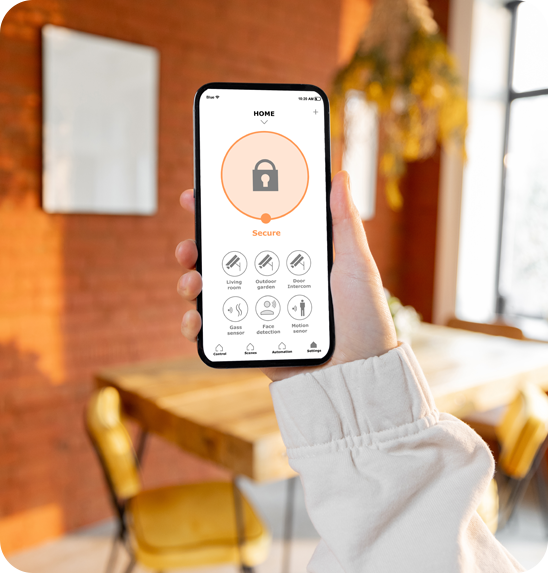 Blue 10:20 AM
HOME
+
Secure
Living Outdoor Door
room garden Intercom
Gass Face Motion
sensor detection senor
Control Scenes Automation Settings